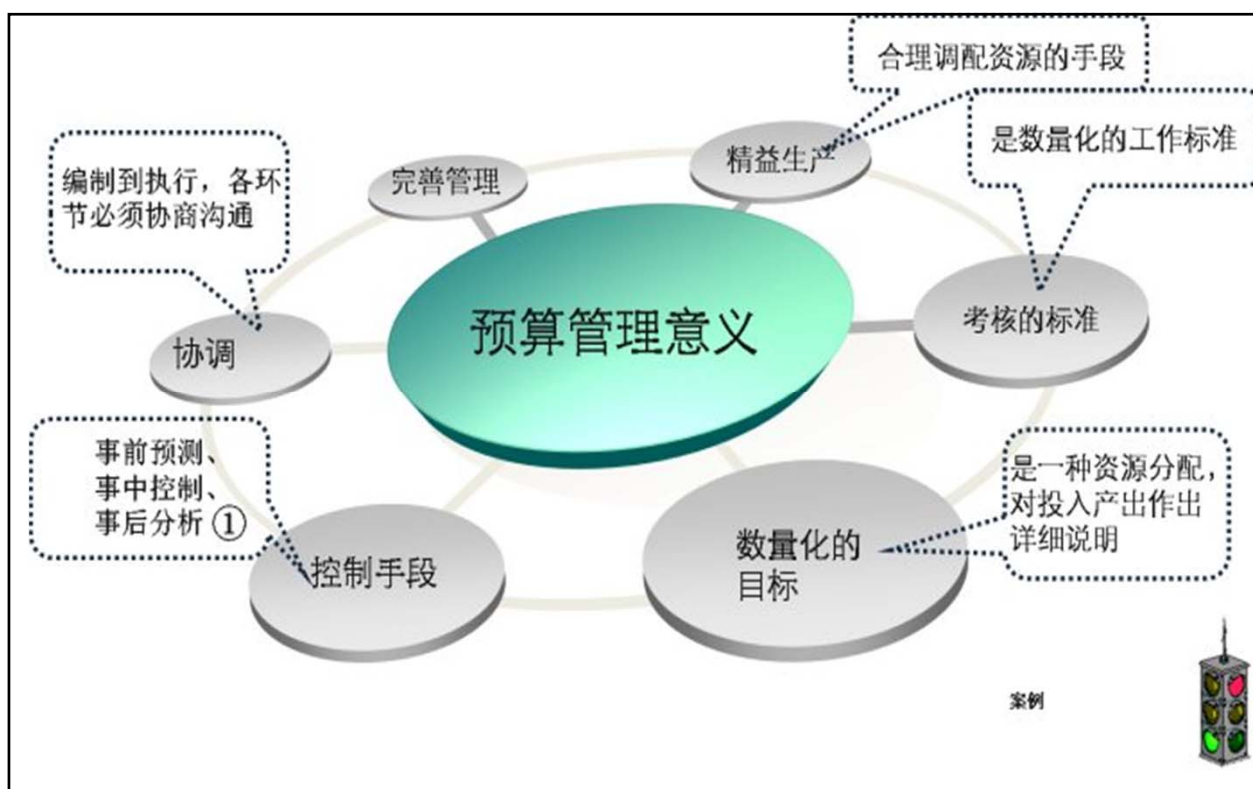 合理调配资源的手段
是数量化的工作标准
编制到执行，各环
节必须协商沟通
完善管理
精益生产
预算管理意义
考核的标准
协调
事前预测、
事中控制、
事后分析 ①
控制手段
数量化的
目标
是一种资源分配，
对投入产出作出
详细说明
案例